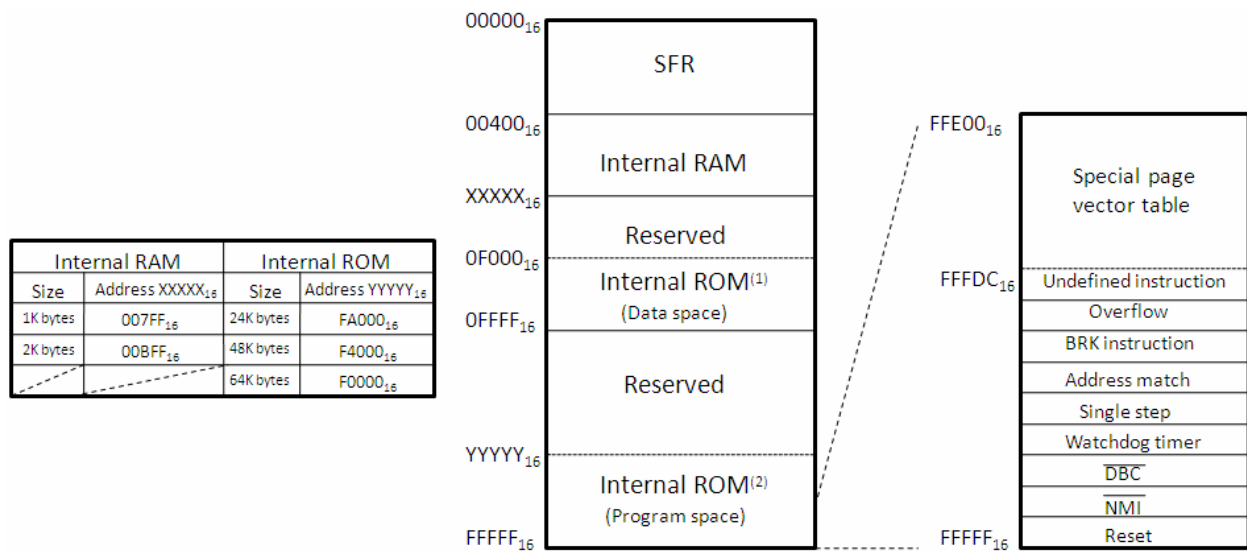 Internal RAM Internal ROM
Size Address XXXXX₁₆ Size Address YYYYY₁₆
1K bytes 007FF₁₆ 24K bytes FA000₁₆
2K bytes 00BFF₁₆ 48K bytes F4000₁₆
64K bytes F0000₁₆
00000₁₆
SFR
00400₁₆
Internal RAM
XXXXX₁₆
Reserved
0F000₁₆
Internal ROM⁽¹⁾
(Data space)
0FFFF₁₆
Reserved
YYYYY₁₆
Internal ROM⁽²⁾
(Program space)
FFFFF₁₆
FFE00₁₆
Special page
vector table
FFFDC₁₆
Undefined instruction
Overflow
BRK instruction
Address match
Single step
Watchdog timer
DBC
NMI
Reset
FFFFF₁₆